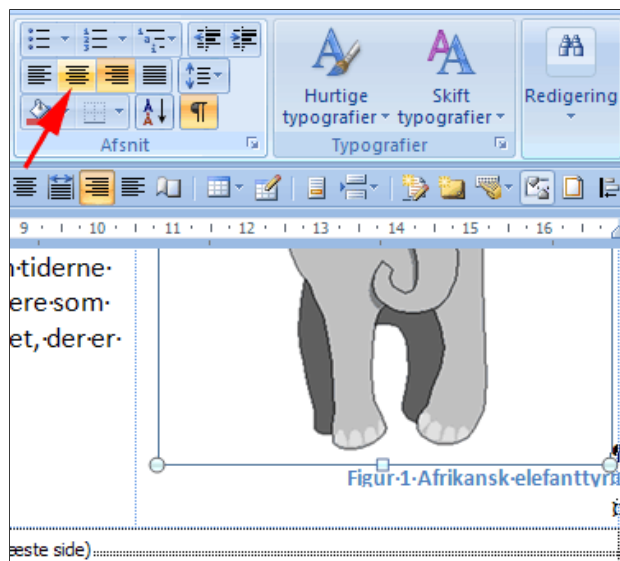 Hurtige Skift Redigering
typografier typografier
Afsnit Typografier
9 · 10 · 11 · 12 · 13 · 14 · 15 · 16
tiderne·
ere·som·
et,·der·er·
Figur·1·Afrikansk·elefanttyr
æste side)